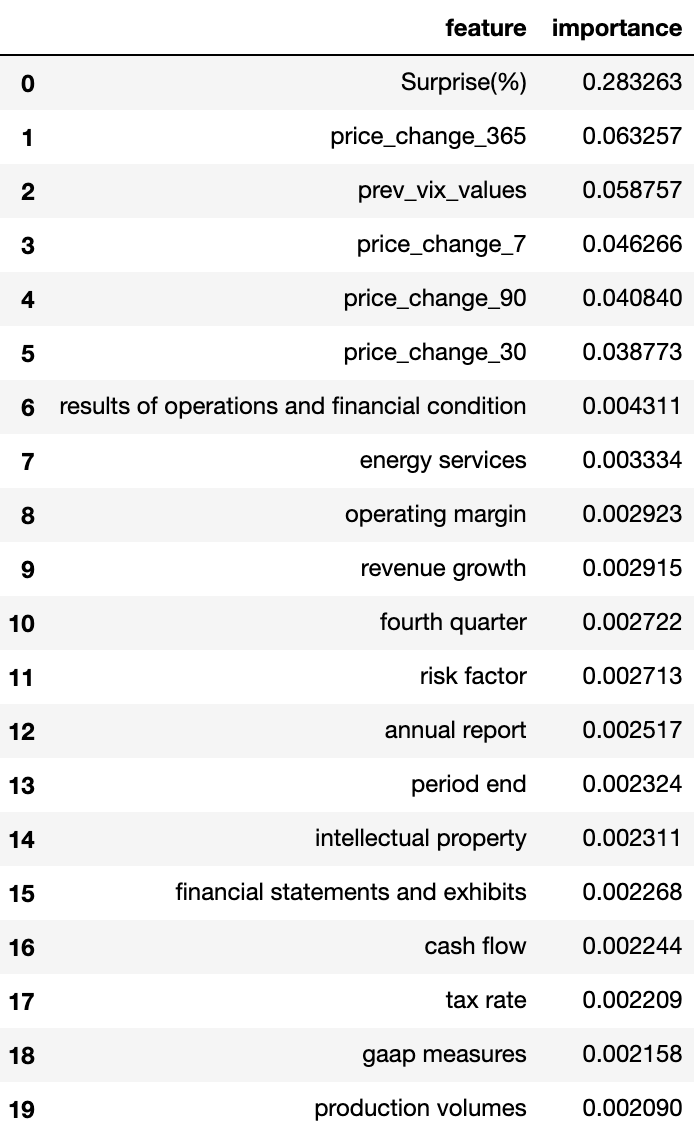 feature importance
0 Surprise(%) 0.283263
1 price_change_365 0.063257
2 prev_vix_values 0.058757
3 price_change_7 0.046266
4 price_change_90 0.040840
5 price_change_30 0.038773
6 results of operations and financial condition 0.004311
7 energy services 0.003334
8 operating margin 0.002923
9 revenue growth 0.002915
10 fourth quarter 0.002722
11 risk factor 0.002713
12 annual report 0.002517
13 period end 0.002324
14 intellectual property 0.002311
15 financial statements and exhibits 0.002268
16 cash flow 0.002244
17 tax rate 0.002209
18 gaap measures 0.002158
19 production volumes 0.002090